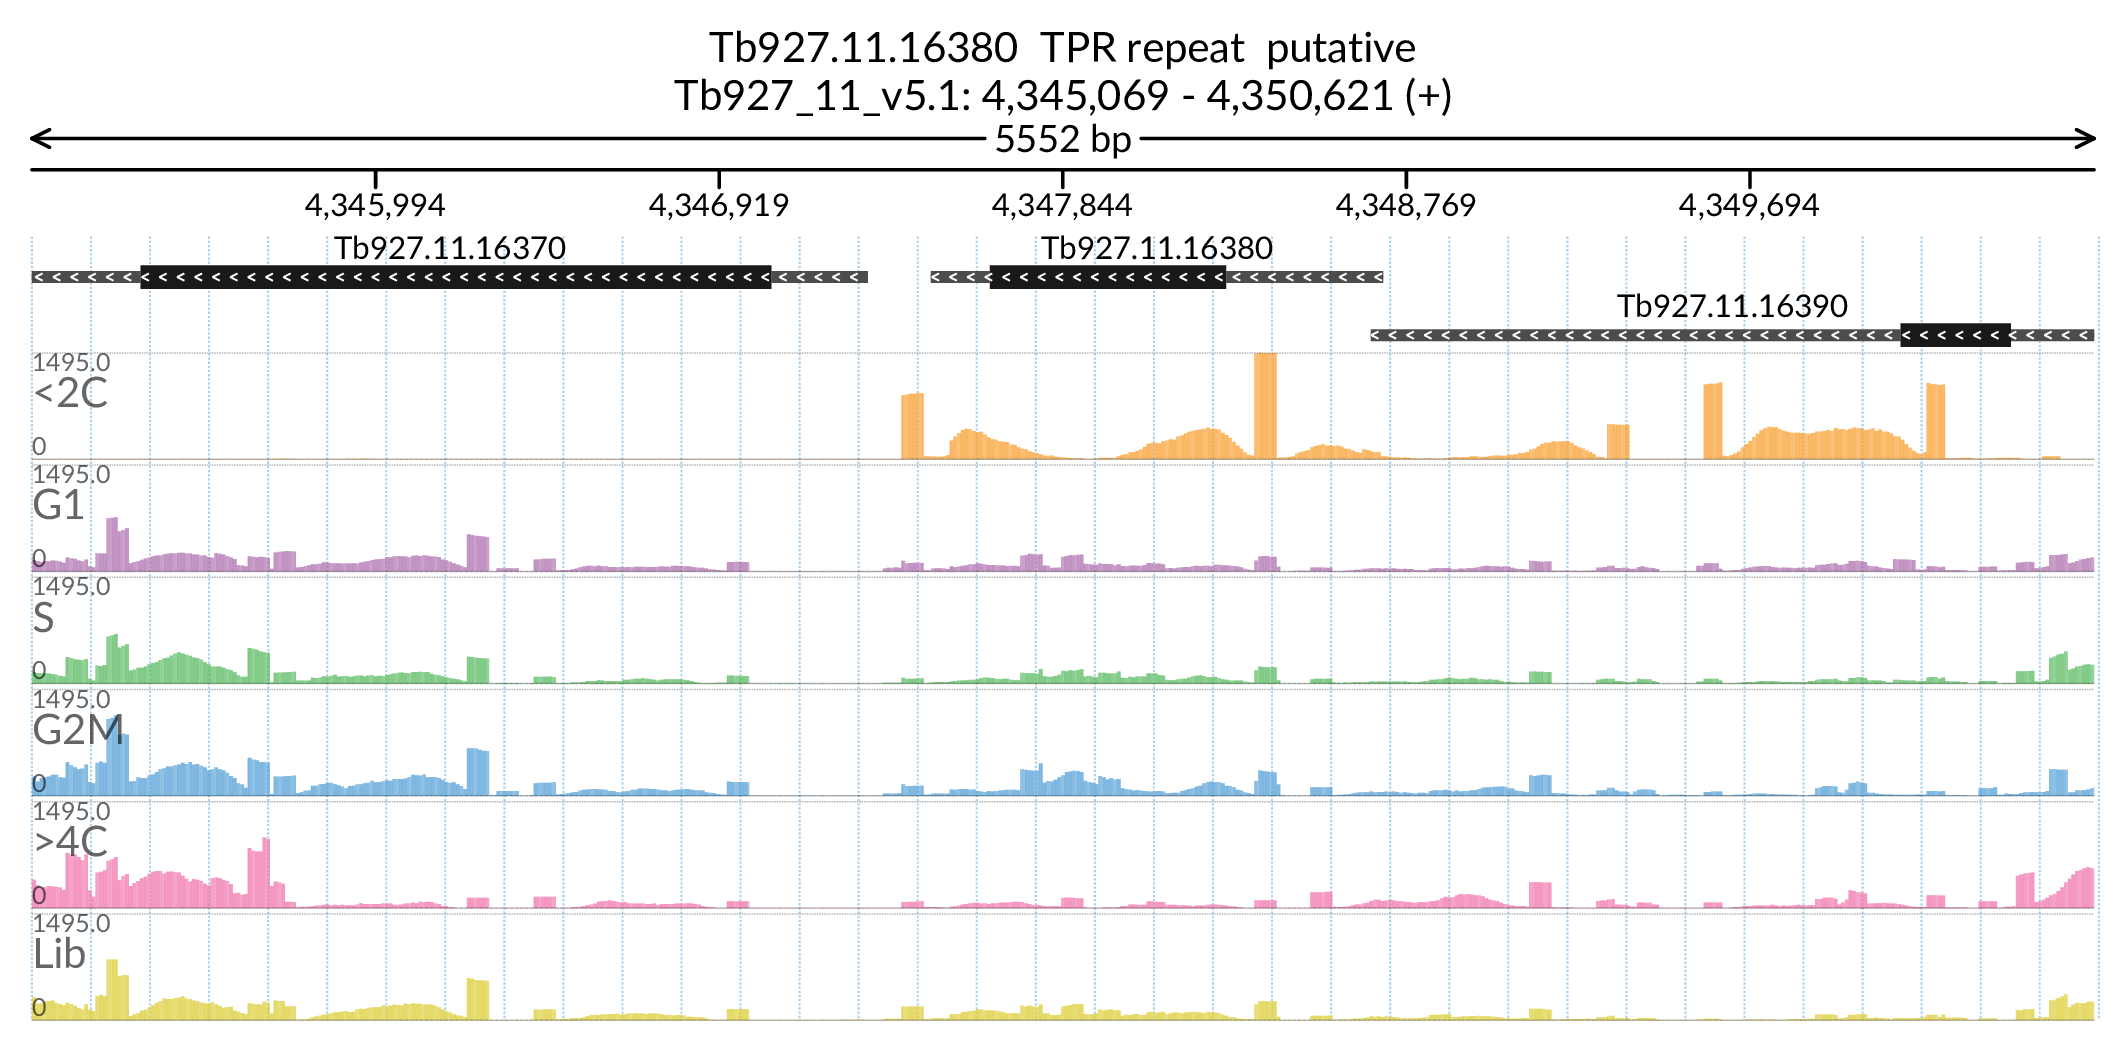 Tb927.11.16380  TPR repeat  putative
Tb927_11_v5.1: 4,345,069 - 4,350,621 (+)
5552 bp
4,345,994 4,346,919 4,347,844 4,348,769 4,349,694
Tb927.11.16370 Tb927.11.16380
Tb927.11.16390
1495.0
<2C
0
1495.0
G1
0
1495.0
S
0
1495.0
G2M
0
1495.0
>4C
0
1495.0
Lib
0